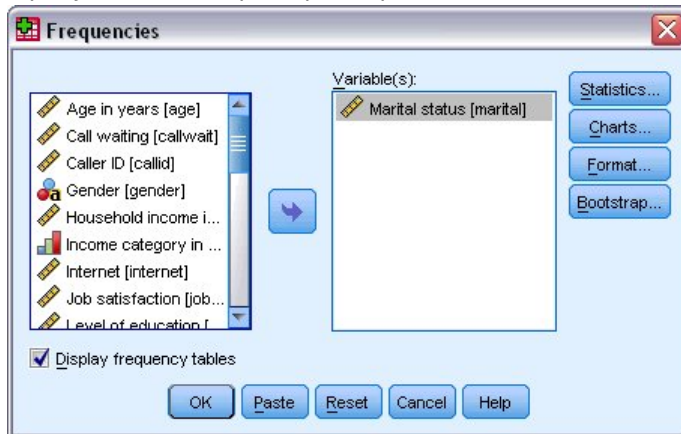 Frequencies
Age in years [age]
Call waiting [callwait]
Caller ID [callid]
Gender [gender]
Household income i...
Income category in ...
Internet [internet]
Job satisfaction [job...
Level of education [
Variable(s):
Marital status [marital]
Statistics...
Charts...
Format...
Bootstrap...
Display frequency tables
OK
Paste
Reset
Cancel
Help